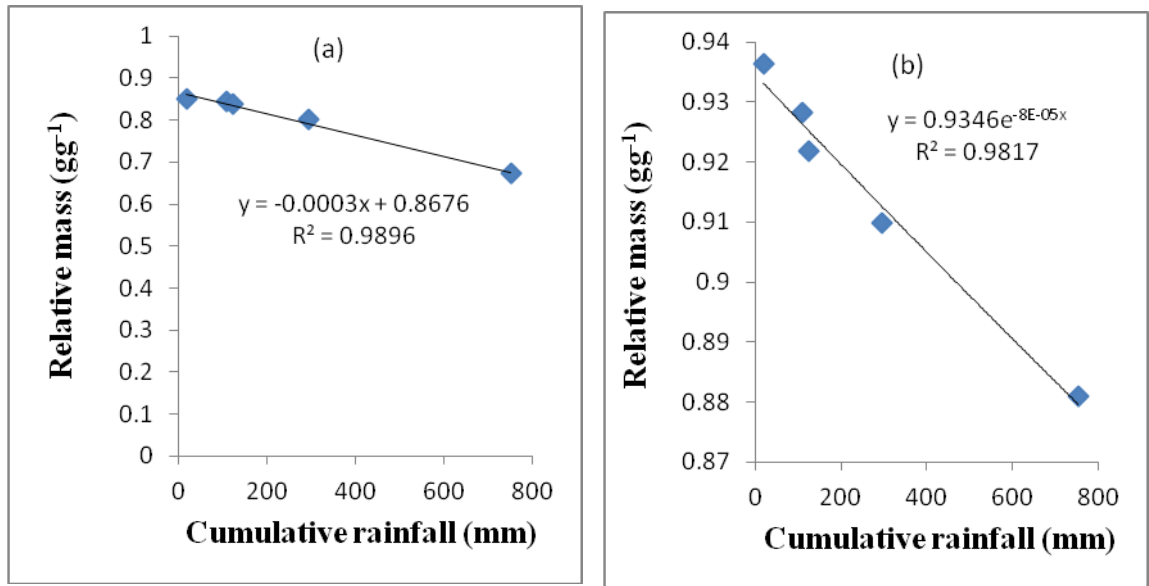 (a)
1
0.9
0.8
0.7
0.6
0.5
0.4
0.3
0.2
0.1
0
Relative mass (gg⁻¹)
y = -0.0003x + 0.8676
R² = 0.9896
0 200 400 600 800
Cumulative rainfall (mm)
(b)
0.94
0.93
0.92
0.91
0.9
0.89
0.88
0.87
Relative mass (gg⁻¹)
y = 0.9346e^-8E-05x
R² = 0.9817
0 200 400 600 800
Cumulative rainfall (mm)